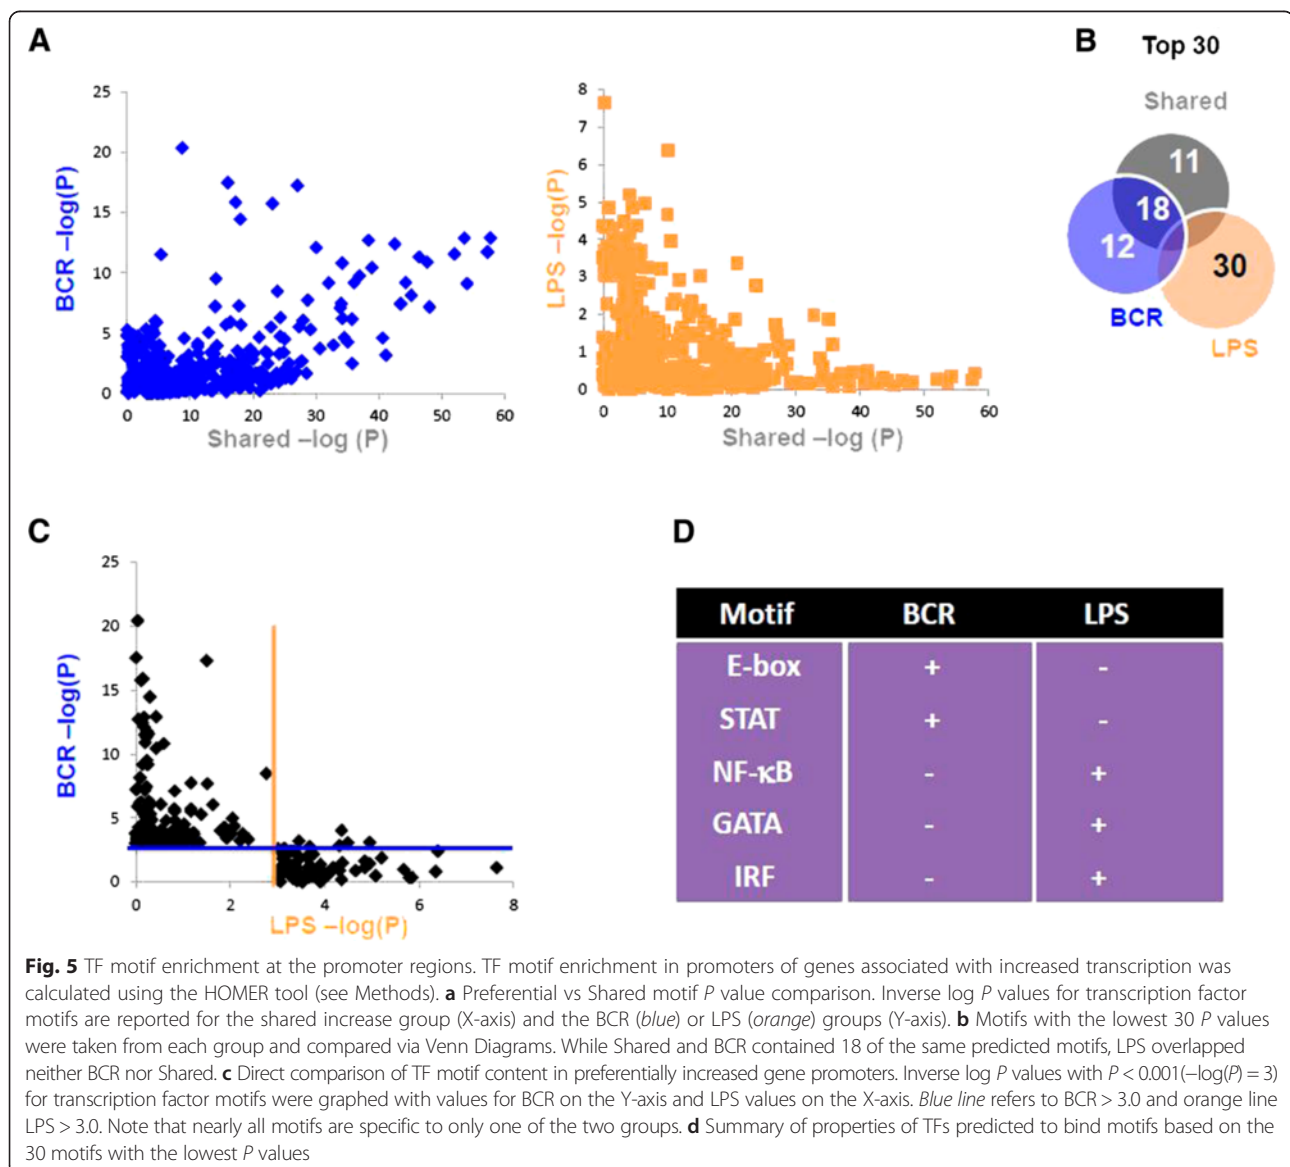 A
25
20
15
10
5
0
0 10 20 30 40 50 60
BCR –log(P)
Shared –log (P)
8
7
6
5
4
3
2
1
0
0 10 20 30 40 50 60
LPS –log(P)
Shared –log (P)
B Top 30
Shared
11
18
12
30
BCR
LPS
C
25
20
15
10
5
0
0 2 4 6 8
BCR –log(P)
LPS –log(P)
D
Motif BCR LPS
E-box + -
STAT + -
NF-κB - +
GATA - +
IRF - +
Fig. 5 TF motif enrichment at the promoter regions. TF motif enrichment in promoters of genes associated with increased transcription was
calculated using the HOMER tool (see Methods). a Preferential vs Shared motif P value comparison. Inverse log P values for transcription factor
motifs are reported for the shared increase group (X-axis) and the BCR (blue) or LPS (orange) groups (Y-axis). b Motifs with the lowest 30 P values
were taken from each group and compared via Venn Diagrams. While Shared and BCR contained 18 of the same predicted motifs, LPS overlapped
neither BCR nor Shared. c Direct comparison of TF motif content in preferentially increased gene promoters. Inverse log P values with P < 0.001(−log(P) = 3)
for transcription factor motifs were graphed with values for BCR on the Y-axis and LPS values on the X-axis. Blue line refers to BCR > 3.0 and orange line
LPS > 3.0. Note that nearly all motifs are specific to only one of the two groups. d Summary of properties of TFs predicted to bind motifs based on the
30 motifs with the lowest P values